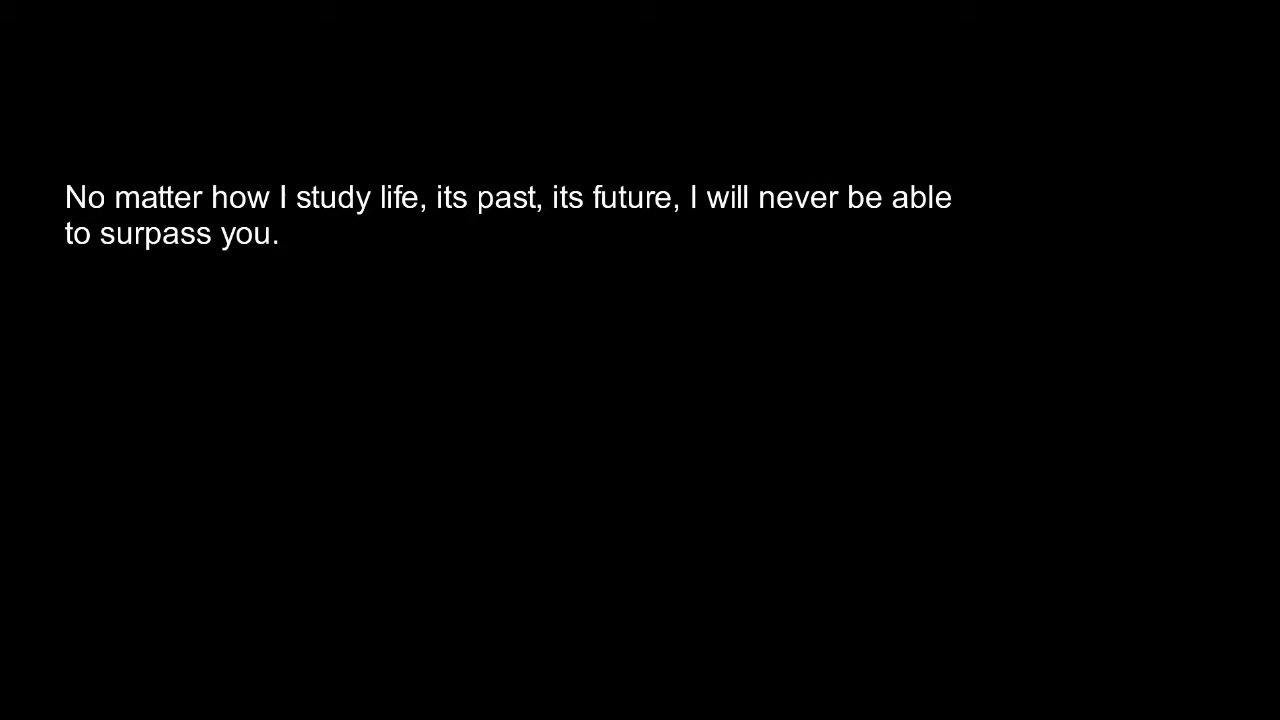 No matter how I study life, its past, its future, I will never be able
to surpass you.